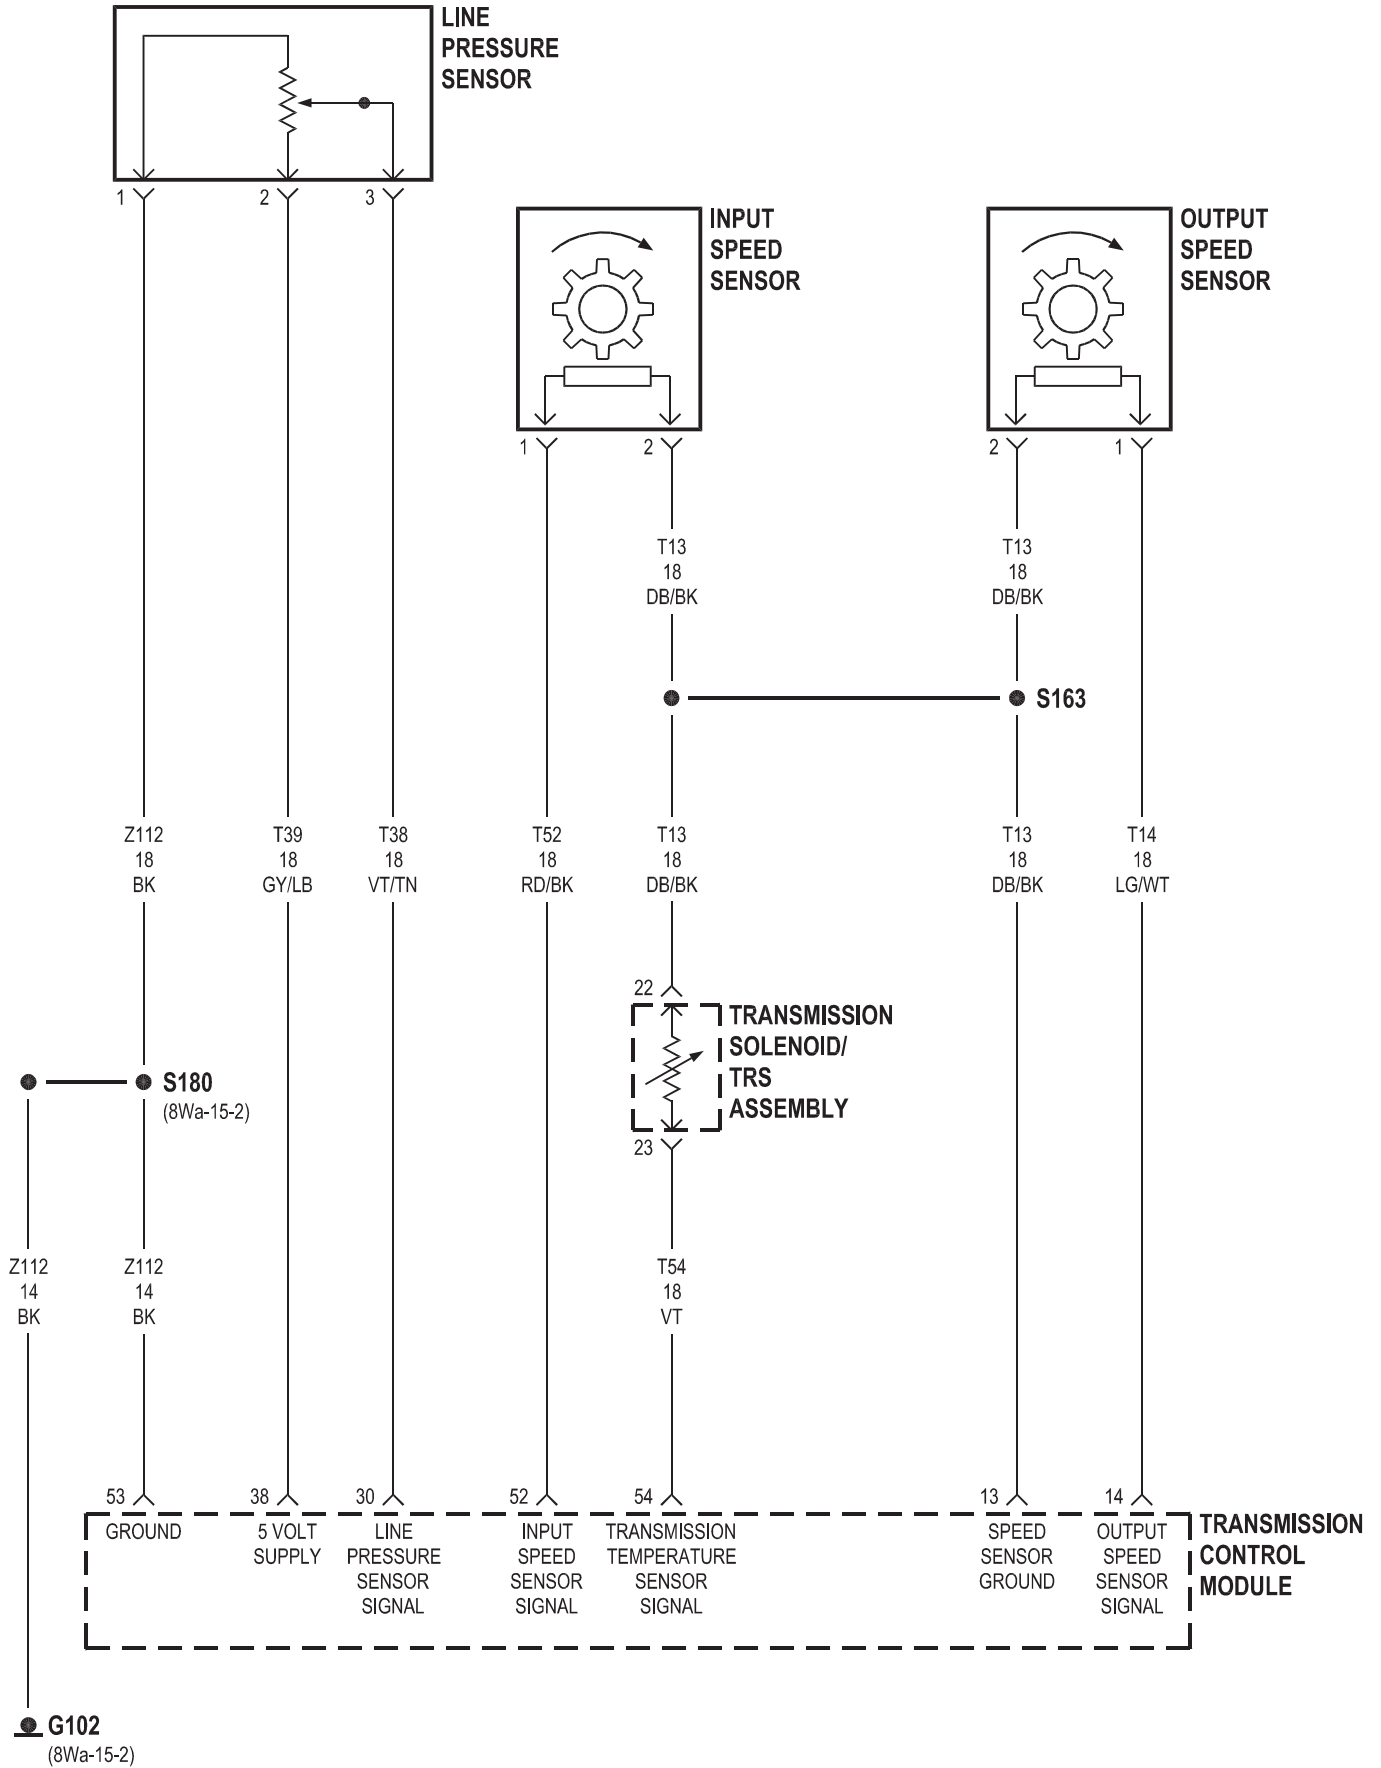 LINE
PRESSURE
SENSOR
1
2
3
INPUT
SPEED
SENSOR
OUTPUT
SPEED
SENSOR
1
2
2
1
T13
18
DB/BK
T13
18
DB/BK
S163
Z112
18
BK
T39
18
GY/LB
T38
18
VT/TN
T52
18
RD/BK
T13
18
DB/BK
T13
18
DB/BK
T14
18
LG/WT
22
TRANSMISSION
SOLENOID/
TRS
ASSEMBLY
23
S180
(8Wa-15-2)
Z112
14
BK
Z112
14
BK
T54
18
VT
53
38
30
52
54
13
14
GROUND
5 VOLT
SUPPLY
LINE
PRESSURE
SENSOR
SIGNAL
INPUT
SPEED
SENSOR
SIGNAL
TRANSMISSION
TEMPERATURE
SENSOR
SIGNAL
SPEED
SENSOR
GROUND
OUTPUT
SPEED
SENSOR
SIGNAL
TRANSMISSION
CONTROL
MODULE
G102
(8Wa-15-2)